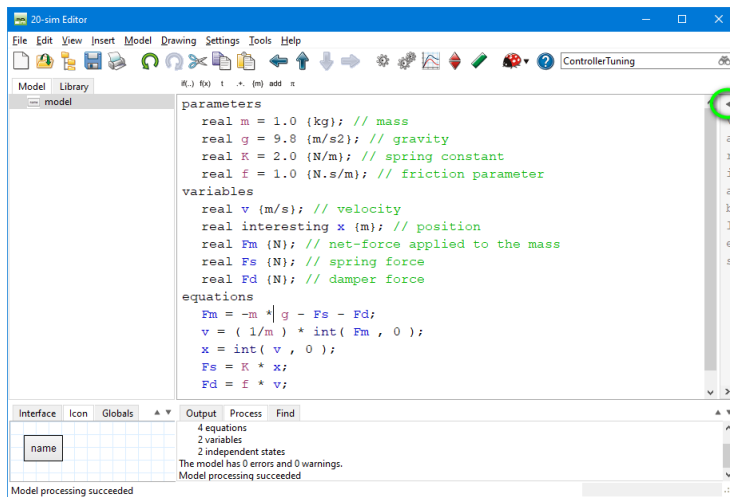 20-sim Editor
File Edit View Insert Model Drawing Settings Tools Help
ControllerTuning
Model Library
if(..) f(x) t .+. {m} add π
model
parameters
real m = 1.0 {kg}; // mass
real g = 9.8 {m/s2}; // gravity
real K = 2.0 {N/m}; // spring constant
real f = 1.0 {N.s/m}; // friction parameter
variables
real v {m/s}; // velocity
real interesting x {m}; // position
real Fm {N}; // net-force applied to the mass
real Fs {N}; // spring force
real Fd {N}; // damper force
equations
Fm = -m * g - Fs - Fd;
v = ( 1/m ) * int( Fm , 0 );
x = int( v , 0 );
Fs = K * x;
Fd = f * v;
Interface Icon Globals
Output Process Find
name
4 equations
2 variables
2 independent states
The model has 0 errors and 0 warnings.
Model processing succeeded
Model processing succeeded